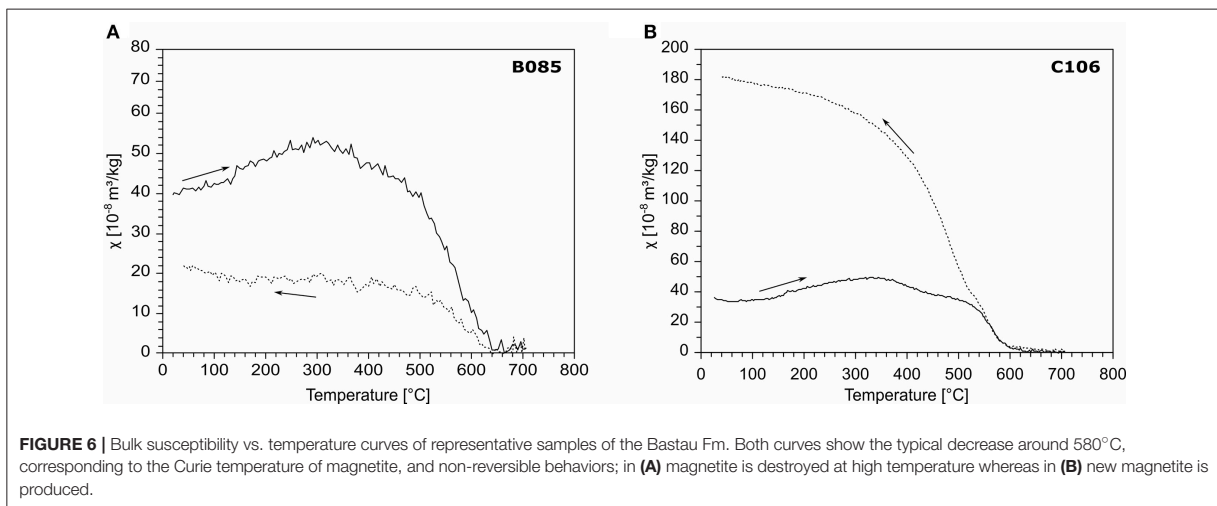 A
B085
χ [10⁻⁸ m³/kg]
80
70
60
50
40
30
20
10
0
0 100 200 300 400 500 600 700 800
Temperature [°C]
B
C106
χ [10⁻⁸ m³/kg]
200
180
160
140
120
100
80
60
40
20
0
0 100 200 300 400 500 600 700 800
Temperature [°C]
FIGURE 6 | Bulk susceptibility vs. temperature curves of representative samples of the Bastau Fm. Both curves show the typical decrease around 580°C,
corresponding to the Curie temperature of magnetite, and non-reversible behaviors; in (A) magnetite is destroyed at high temperature whereas in (B) new magnetite is
produced.